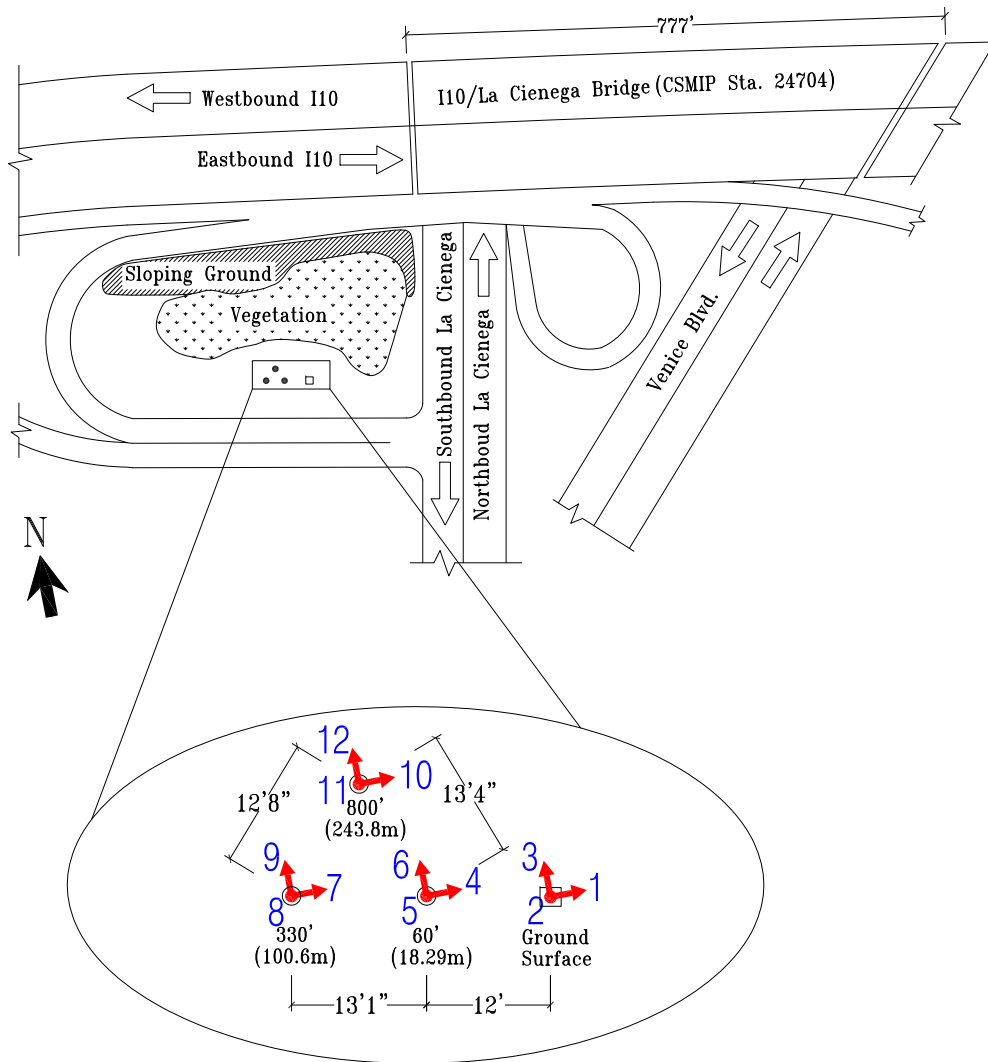 777'
Westbound I10
I10/La Cienega Bridge (CSMIP Sta. 24704)
Eastbound I10
Sloping Ground
Vegetation
Southbound La Cienega
Northboud La Cienega
Venice Blvd.
N
12
11
10
800'
(243.8m)
12'8"
13'4"
9
7
8
330'
(100.6m)
6
4
5
60'
(18.29m)
3
1
2
Ground
Surface
13'1"
12'